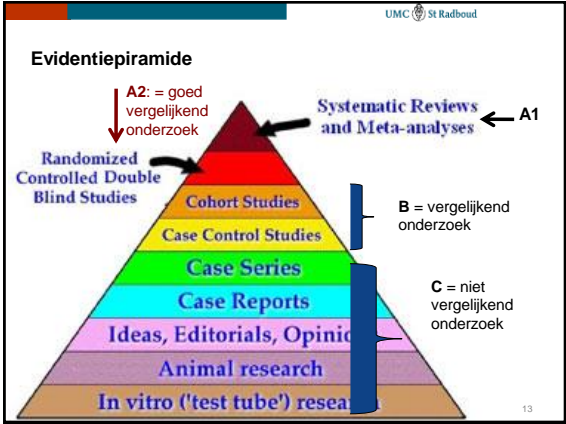 UMC St Radboud
Evidentiepiramide
A2: = goed
vergelijkend
onderzoek
Systematic Reviews
and Meta-analyses
A1
Randomized
Controlled Double
Blind Studies
Cohort Studies
Case Control Studies
B = vergelijkend
onderzoek
Case Series
Case Reports
C = niet
vergelijkend
onderzoek
Ideas, Editorials, Opinio
Animal research
In vitro ('test tube') research
13